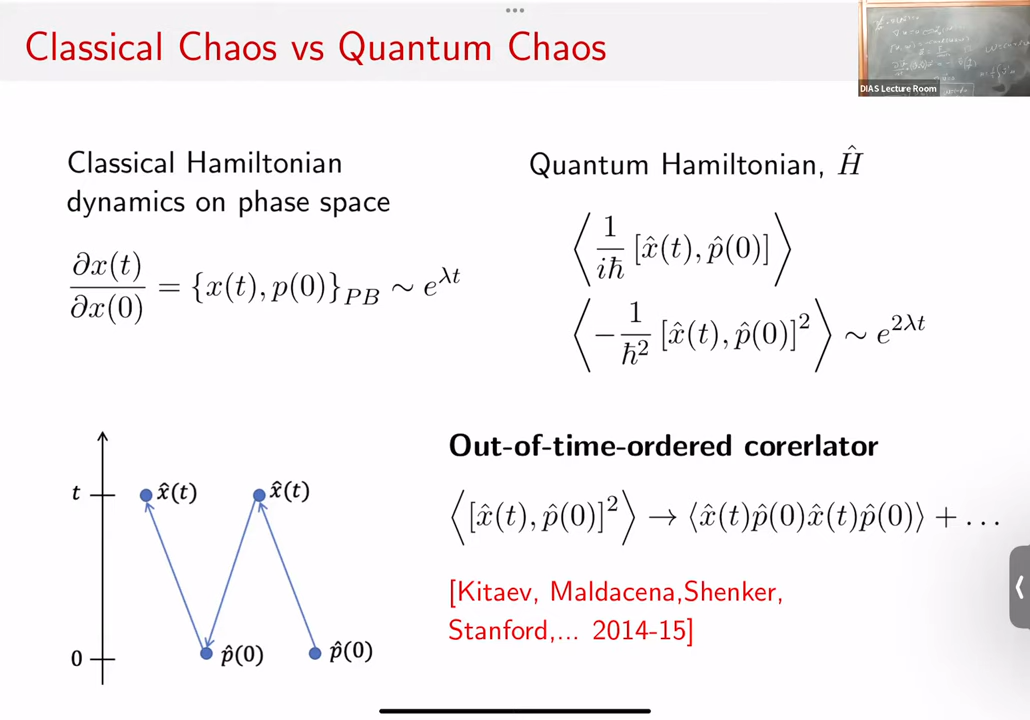 Classical Chaos vs Quantum Chaos
DIAS Lecture Room
Classical Hamiltonian
dynamics on phase space
∂x(t)/∂x(0) = {x(t), p(0)}_PB ∼ e^{λt}
Quantum Hamiltonian, Ĥ
⟨1/iħ [x̂(t), p̂(0)]⟩
⟨−1/ħ² [x̂(t), p̂(0)]²⟩ ∼ e^{2λt}
t
x̂(t)
x̂(t)
0
p̂(0)
p̂(0)
Out-of-time-ordered corerlator
⟨[x̂(t), p̂(0)]²⟩ → ⟨x̂(t)p̂(0)x̂(t)p̂(0)⟩ + …
[Kitaev, Maldacena,Shenker,
Stanford,... 2014-15]